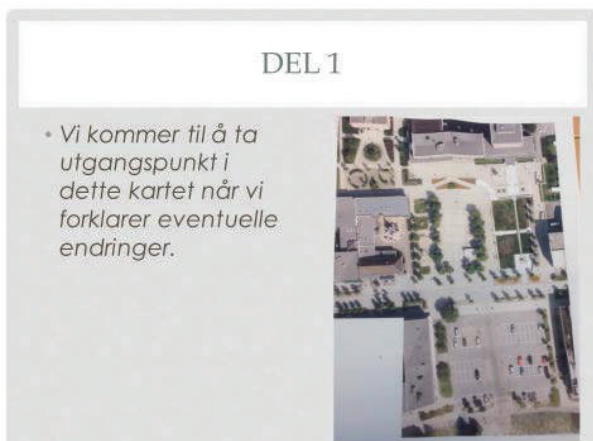 DEL 1
• Vi kommer til å ta
utgangspunkt i
dette kartet når vi
forklarer eventuelle
endringer.